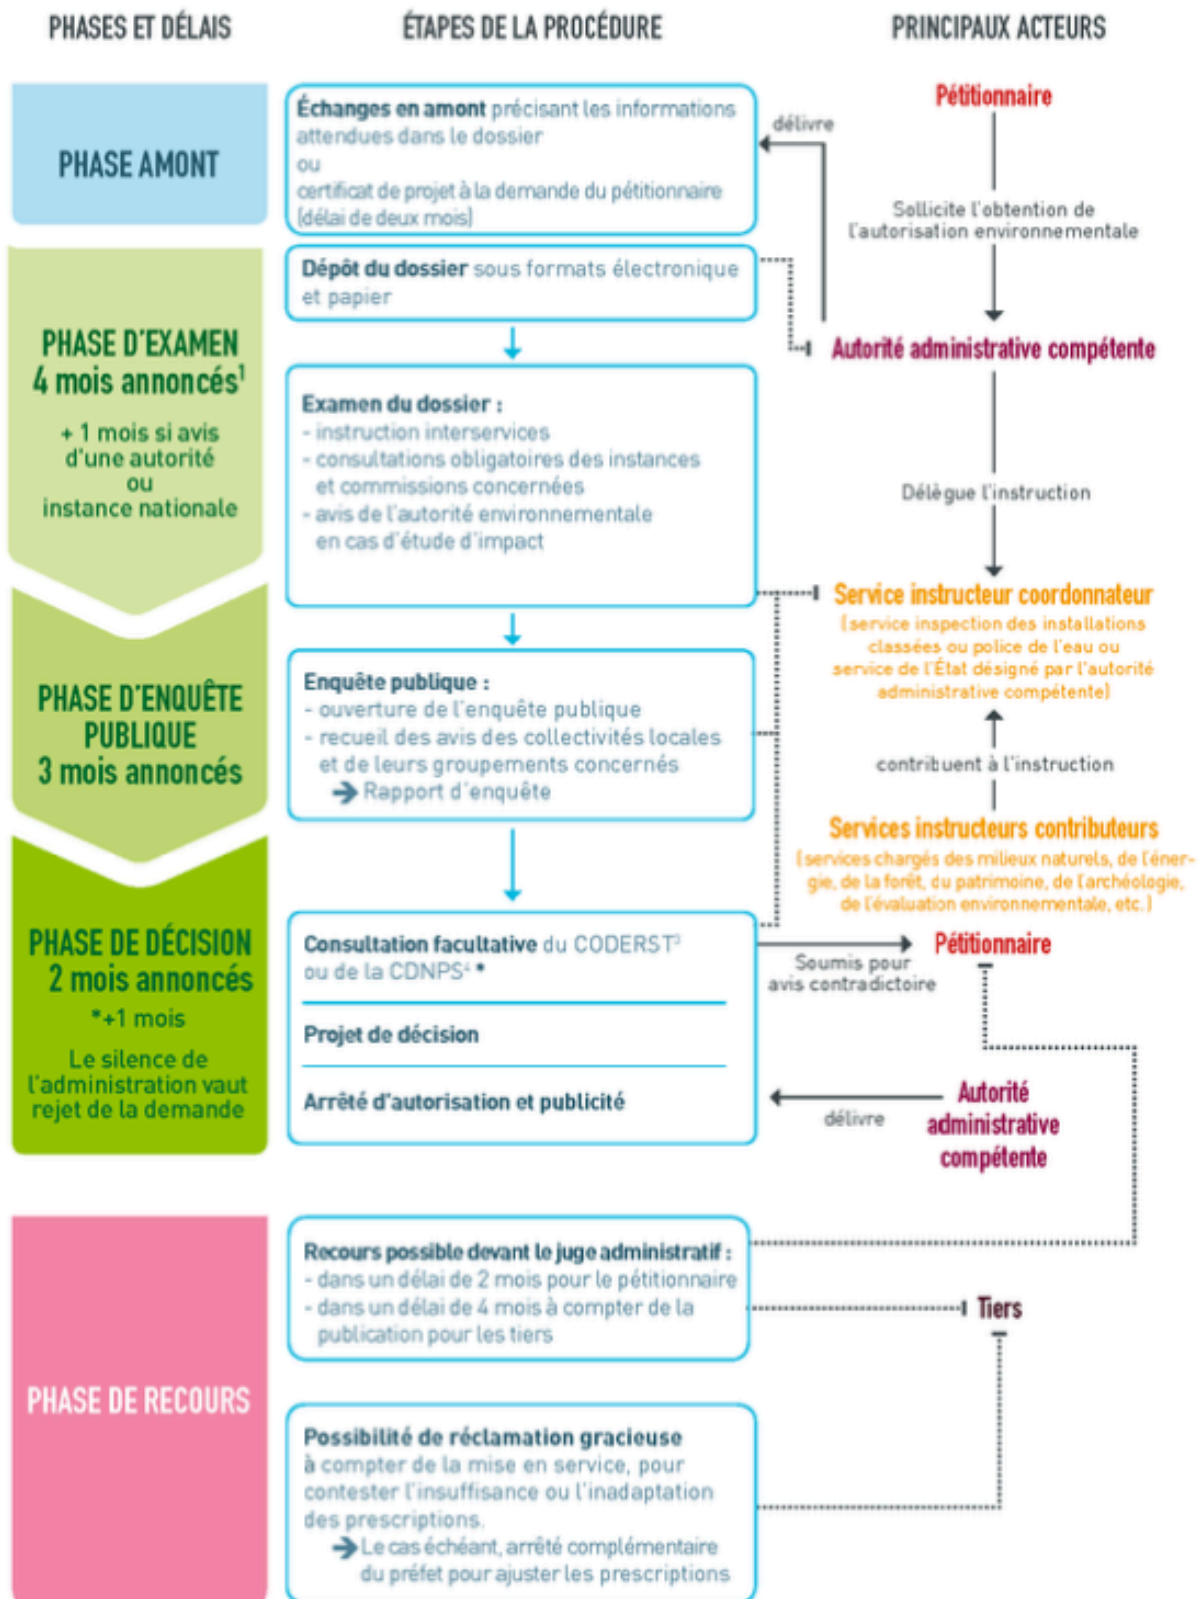 PHASES ET DÉLAIS
ÉTAPES DE LA PROCÉDURE
PRINCIPAUX ACTEURS
PHASE AMONT
Échanges en amont précisant les informations
attendues dans le dossier
ou
certificat de projet à la demande du pétitionnaire
(délai de deux mois)
délivre
Pétitionnaire
Sollicite l'obtention de
l'autorisation environnementale
PHASE D'EXAMEN
4 mois annoncés¹
+ 1 mois si avis
d'une autorité
ou
instance nationale
Dépôt du dossier sous formats électronique
et papier
Autorité administrative compétente
Examen du dossier :
- instruction interservices
- consultations obligatoires des instances
et commissions concernées
- avis de l'autorité environnementale
en cas d'étude d'impact
Délègue l'instruction
Service instructeur coordonnateur
(service inspection des installations
classées ou police de l'eau ou
service de l'État désigné par l'autorité
administrative compétente)
PHASE D'ENQUÊTE
PUBLIQUE
3 mois annoncés
Enquête publique :
- ouverture de l'enquête publique
- recueil des avis des collectivités locales
et de leurs groupements concernés
➔ Rapport d'enquête
contribuent à l'instruction
Services instructeurs contributeurs
(services chargés des milieux naturels, de l'éner-
gie, de la forêt, du patrimoine, de l'archéologie,
de l'évaluation environnementale, etc.)
PHASE DE DÉCISION
2 mois annoncés
*+1 mois
Le silence de
l'administration vaut
rejet de la demande
Consultation facultative du CODERST³
ou de la CDNPS⁴ *
Projet de décision
Arrêté d'autorisation et publicité
Soumis pour
avis contradictoire
Pétitionnaire
délivre
Autorité
administrative
compétente
PHASE DE RECOURS
Recours possible devant le juge administratif :
- dans un délai de 2 mois pour le pétitionnaire
- dans un délai de 4 mois à compter de la
publication pour les tiers
Tiers
Possibilité de réclamation gracieuse
à compter de la mise en service, pour
contester l'insuffisance ou l'inadaptation
des prescriptions.
➔ Le cas échéant, arrêté complémentaire
du préfet pour ajuster les prescriptions